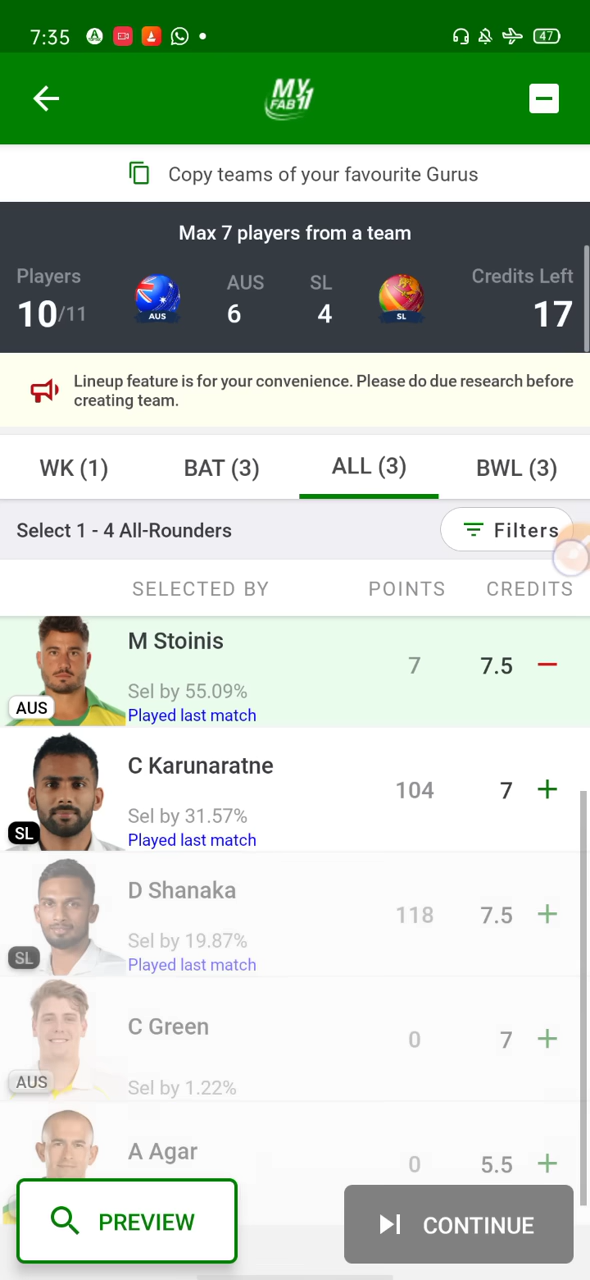 7:35
47
MY
FAB11
Copy teams of your favourite Gurus
Max 7 players from a team
Players
AUS
SL
Credits Left
10/11
AUS
6
4
SL
17
Lineup feature is for your convenience. Please do due research before
creating team.
WK (1)
BAT (3)
ALL (3)
BWL (3)
Select 1 - 4 All-Rounders
Filters
SELECTED BY
POINTS
CREDITS
M Stoinis
7
7.5
Sel by 55.09%
AUS
Played last match
C Karunaratne
104
7
Sel by 31.57%
SL
Played last match
D Shanaka
118
7.5
Sel by 19.87%
SL
Played last match
C Green
0
7
AUS
Sel by 1.22%
A Agar
0
5.5
PREVIEW
CONTINUE